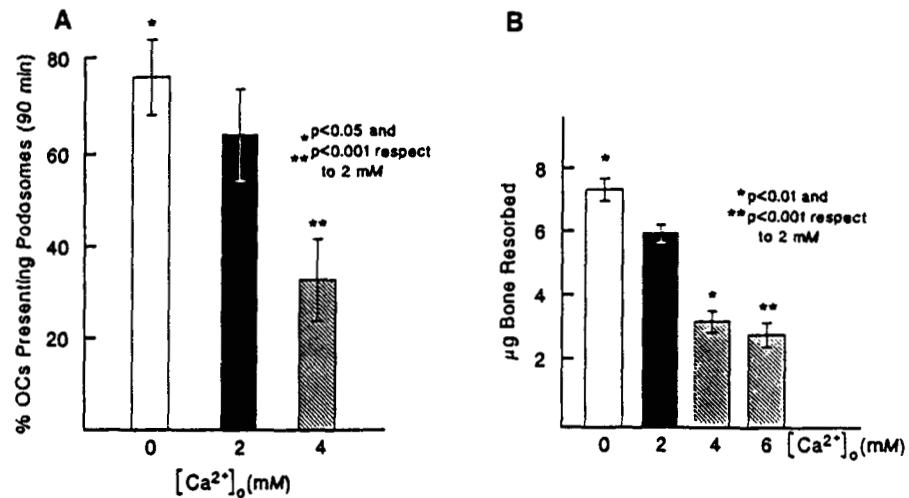 A
% OCs Presenting Podosomes (90 min)
80
60
40
20
*
**
* p<0.05 and
** p<0.001 respect
to 2 mM
0 2 4
[Ca²⁺]ₒ(mM)
B
µg Bone Resorbed
8
6
4
2
*
*
**
* p<0.01 and
** p<0.001 respect
to 2 mM
0 2 4 6 [Ca²⁺]ₒ(mM)